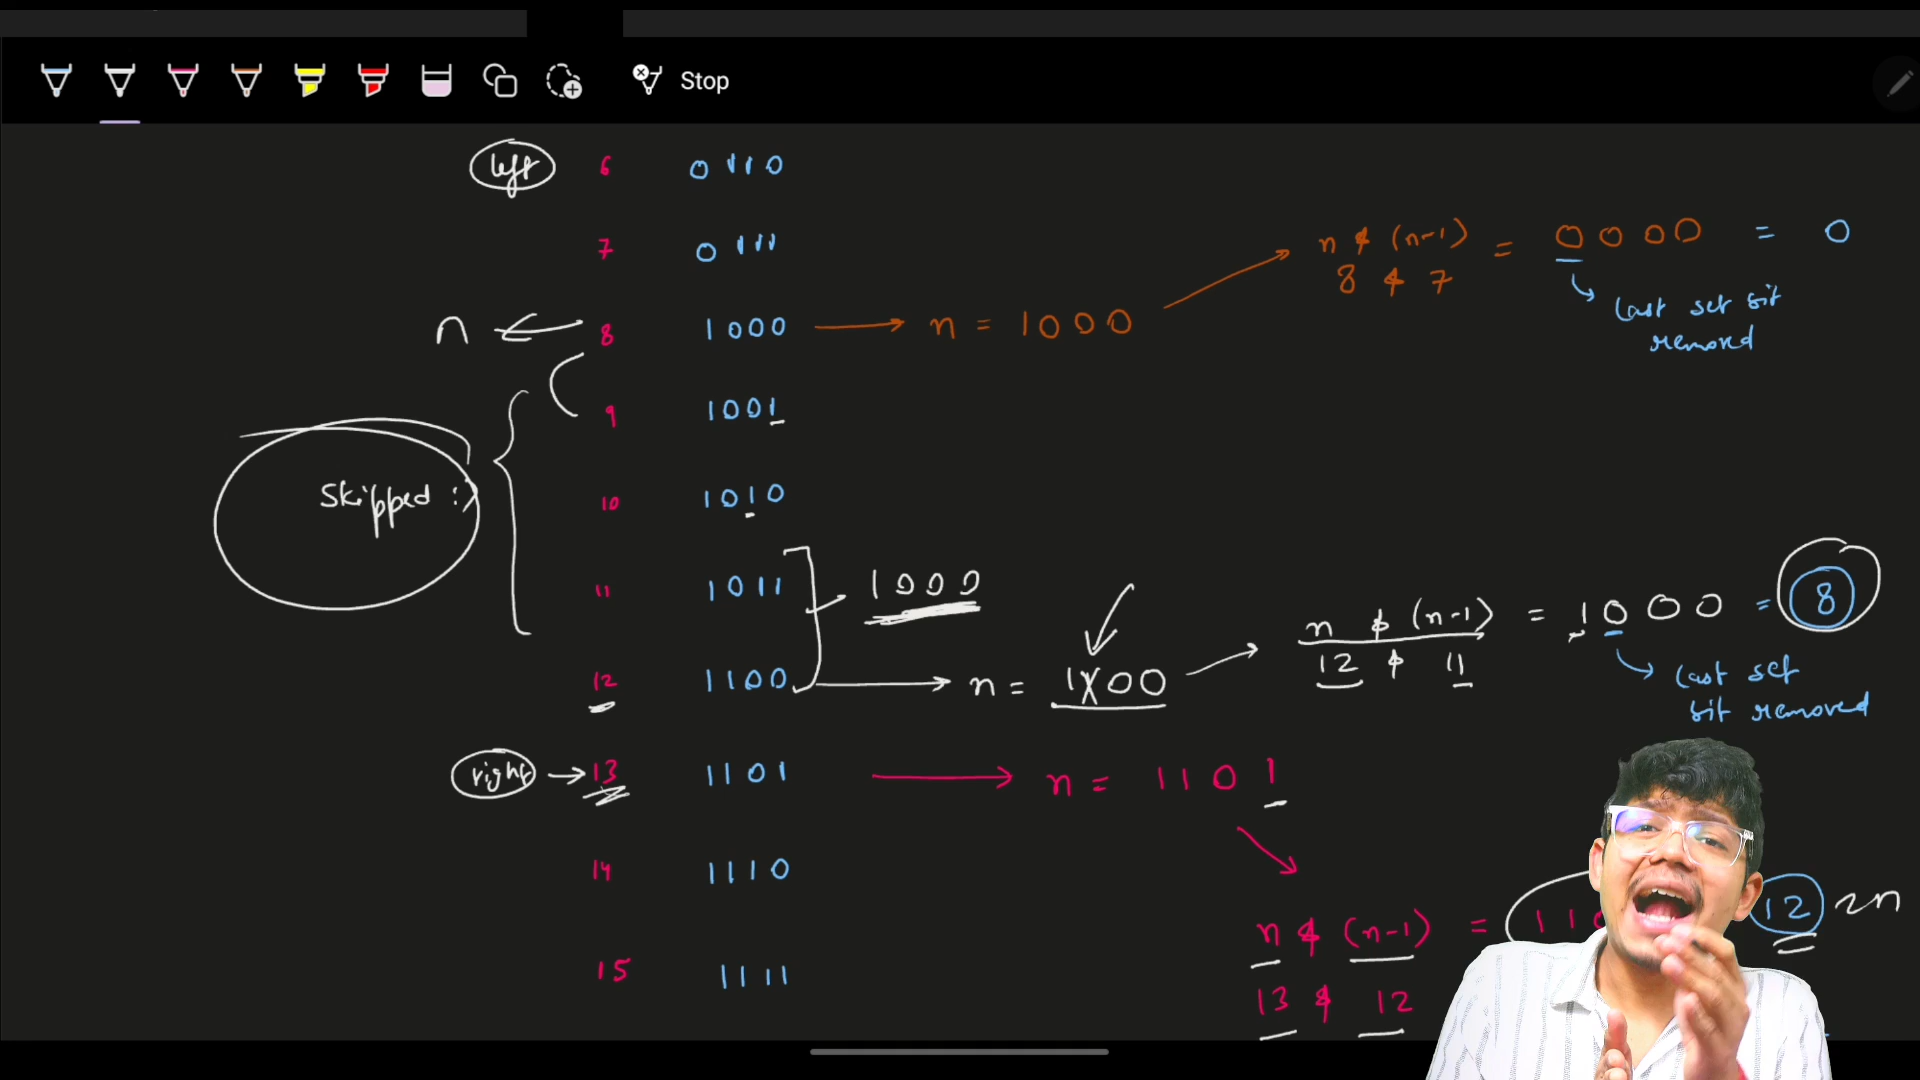 Stop
left 6 0110
7 0111
n & (n-1) = 0000 = 0
8 & 7
last set bit
removed
n ← 8 1000 → n = 1000
9 1001
10 1010
Skipped :)
11 1011 1000
n & (n-1) = 1000 = 8
12 & 11
last set
bit removed
12 1100 → n = 1100
right → 13 1101 → n = 1101
14 1110
n & (n-1) = 110 12
13 & 12
15 1111